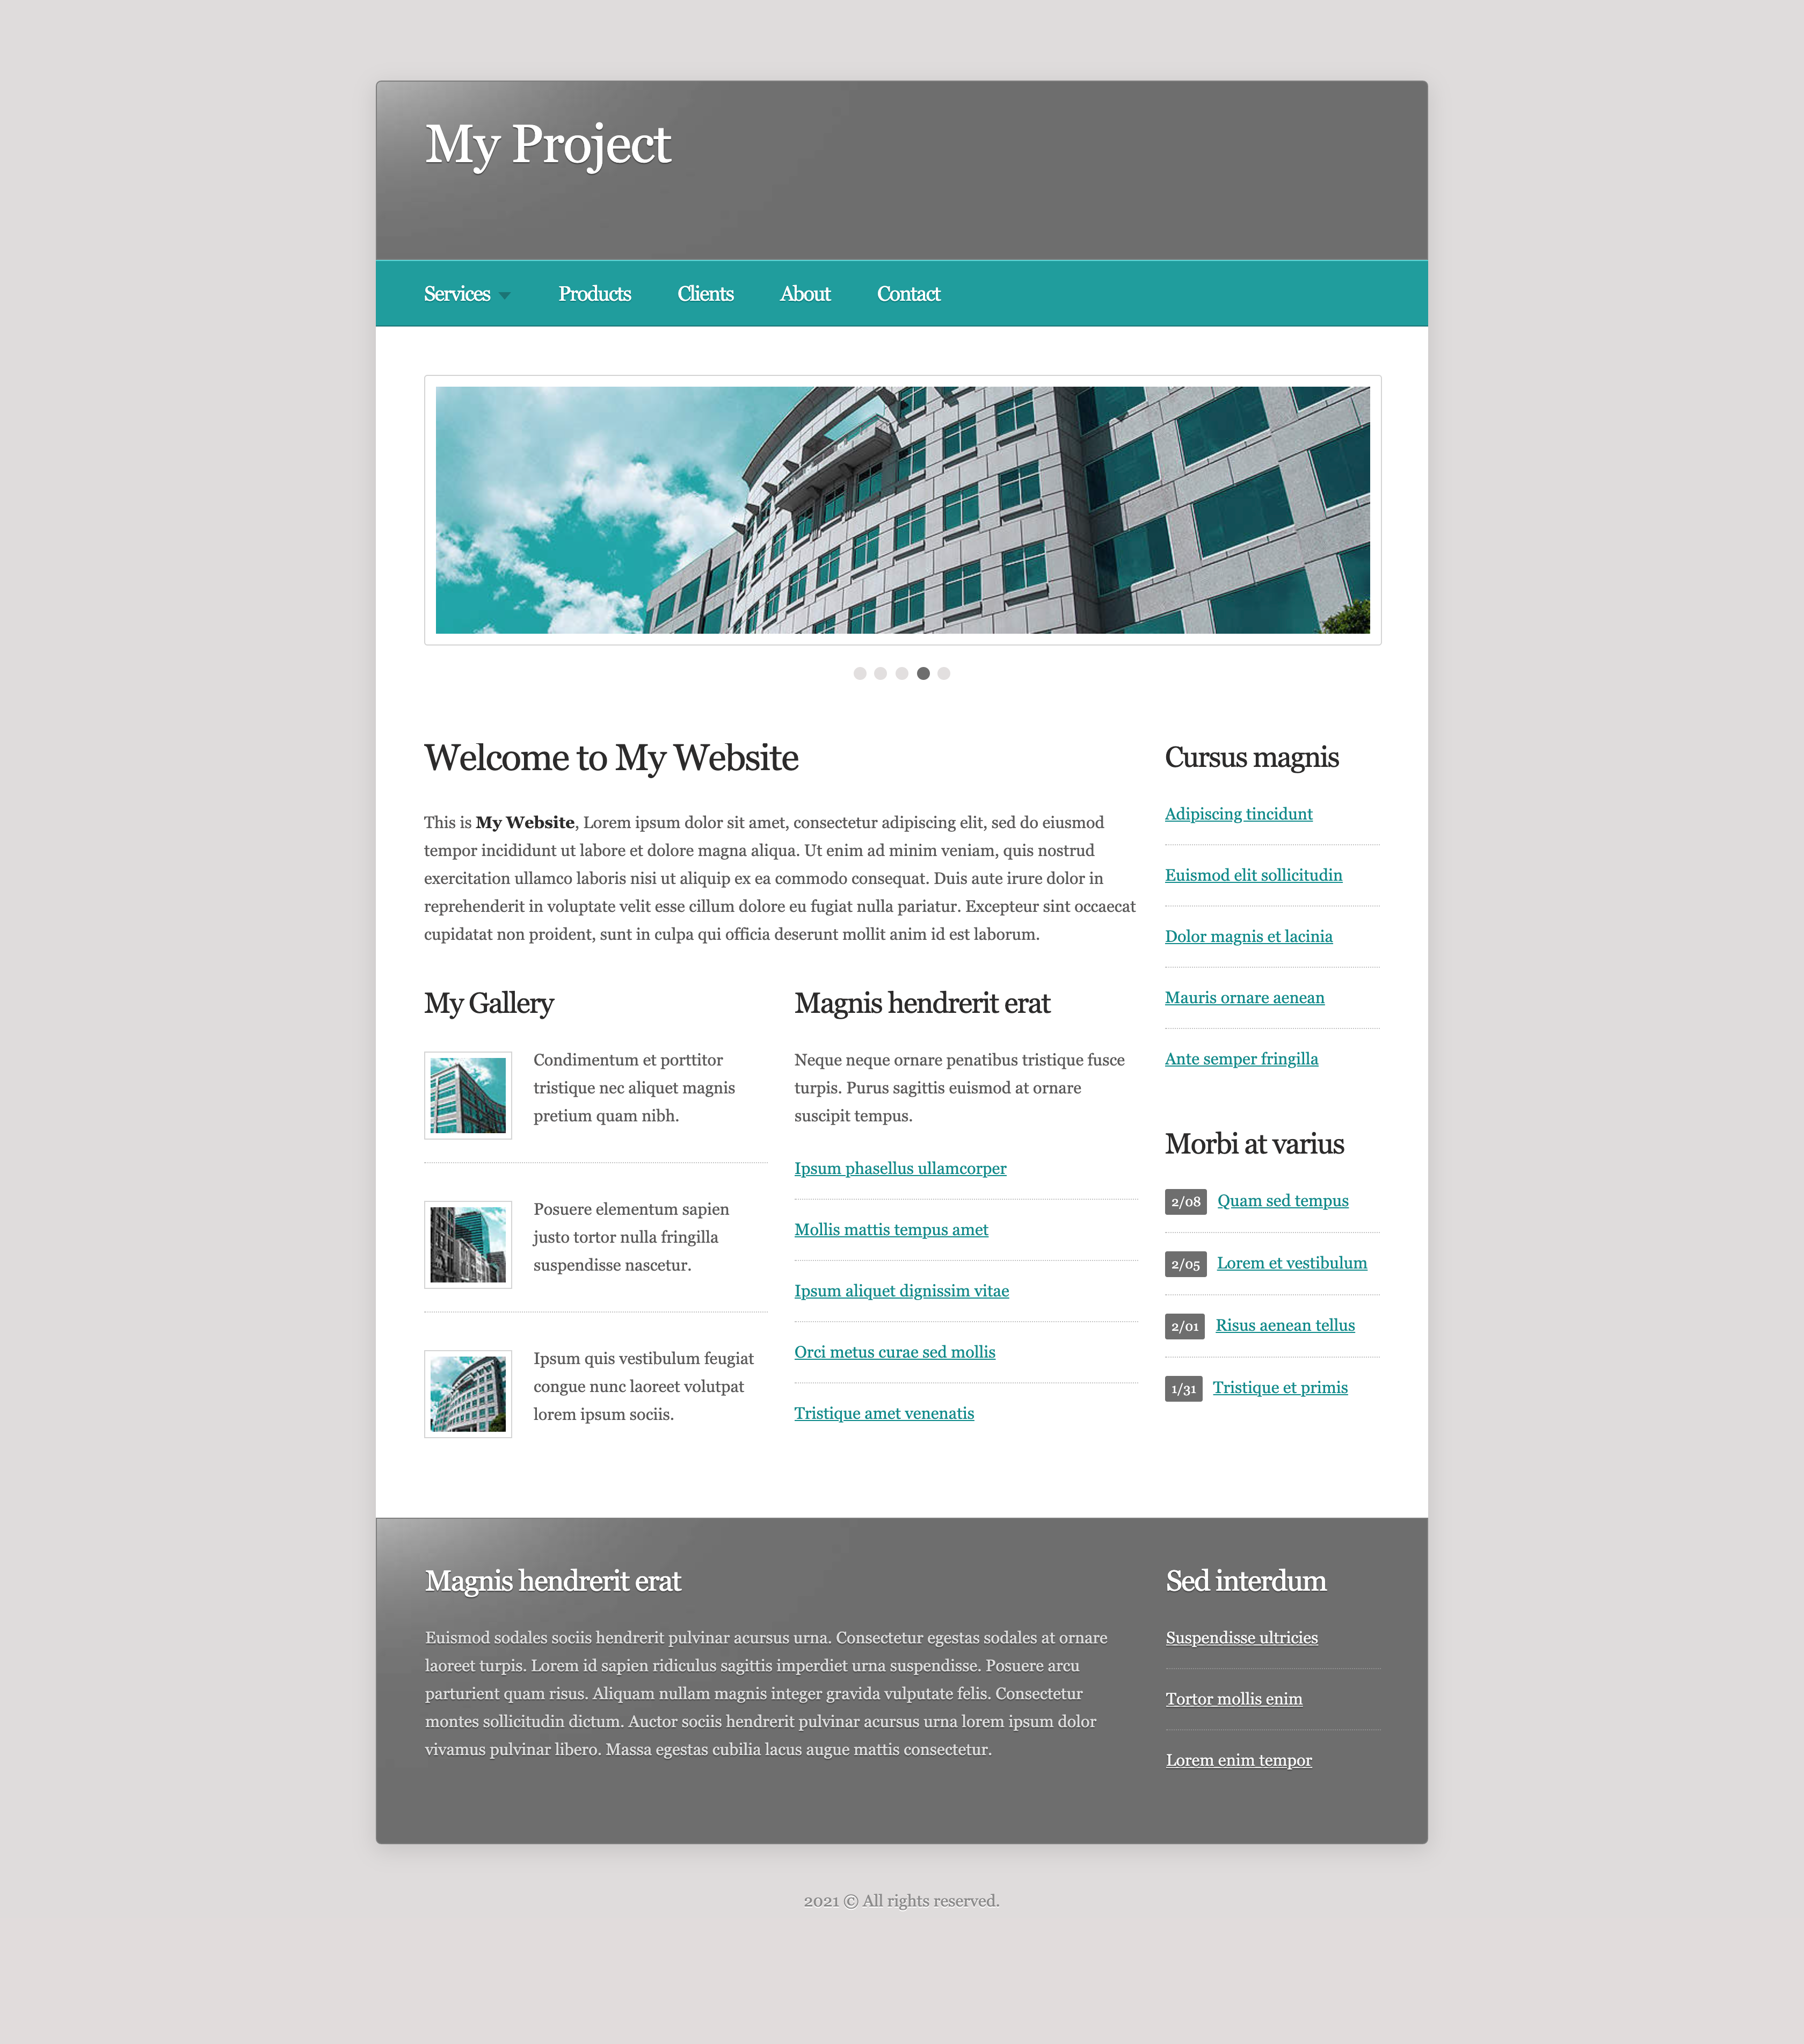 My Project
Services
Products
Clients
About
Contact
Welcome to My Website
This is My Website, Lorem ipsum dolor sit amet, consectetur adipiscing elit, sed do eiusmod
tempor incididunt ut labore et dolore magna aliqua. Ut enim ad minim veniam, quis nostrud
exercitation ullamco laboris nisi ut aliquip ex ea commodo consequat. Duis aute irure dolor in
reprehenderit in voluptate velit esse cillum dolore eu fugiat nulla pariatur. Excepteur sint occaecat
cupidatat non proident, sunt in culpa qui officia deserunt mollit anim id est laborum.
My Gallery
Condimentum et porttitor
tristique nec aliquet magnis
pretium quam nibh.
Posuere elementum sapien
justo tortor nulla fringilla
suspendisse nascetur.
Ipsum quis vestibulum feugiat
congue nunc laoreet volutpat
lorem ipsum sociis.
Magnis hendrerit erat
Neque neque ornare penatibus tristique fusce
turpis. Purus sagittis euismod at ornare
suscipit tempus.
Ipsum phasellus ullamcorper
Mollis mattis tempus amet
Ipsum aliquet dignissim vitae
Orci metus curae sed mollis
Tristique amet venenatis
Cursus magnis
Adipiscing tincidunt
Euismod elit sollicitudin
Dolor magnis et lacinia
Mauris ornare aenean
Ante semper fringilla
Morbi at varius
2/08 Quam sed tempus
2/05 Lorem et vestibulum
2/01 Risus aenean tellus
1/31 Tristique et primis
Magnis hendrerit erat
Euismod sodales sociis hendrerit pulvinar acursus urna. Consectetur egestas sodales at ornare
laoreet turpis. Lorem id sapien ridiculus sagittis imperdiet urna suspendisse. Posuere arcu
parturient quam risus. Aliquam nullam magnis integer gravida vulputate felis. Consectetur
montes sollicitudin dictum. Auctor sociis hendrerit pulvinar acursus urna lorem ipsum dolor
vivamus pulvinar libero. Massa egestas cubilia lacus augue mattis consectetur.
Sed interdum
Suspendisse ultricies
Tortor mollis enim
Lorem enim tempor
2021 © All rights reserved.